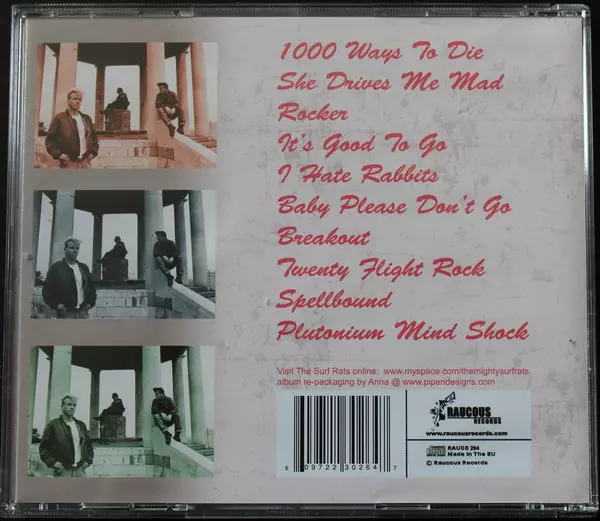 1000 Ways To Die
She Drives Me Mad
Rocker
It's Good To Go
I Hate Rabbits
Baby Please Don't Go
Breakout
Twenty Flight Rock
Spellbound
Plutonium Mind Shock
Visit The Surf Rats online: www.myspace.com/themightysurfrats
album re-packaging by Anna @ www.piperidesigns.com
RAUCOUS
RECORDS
www.raucousrecords.com
RAUCD 264
Made In The EU
© Raucous Records
6 09722 30264 7